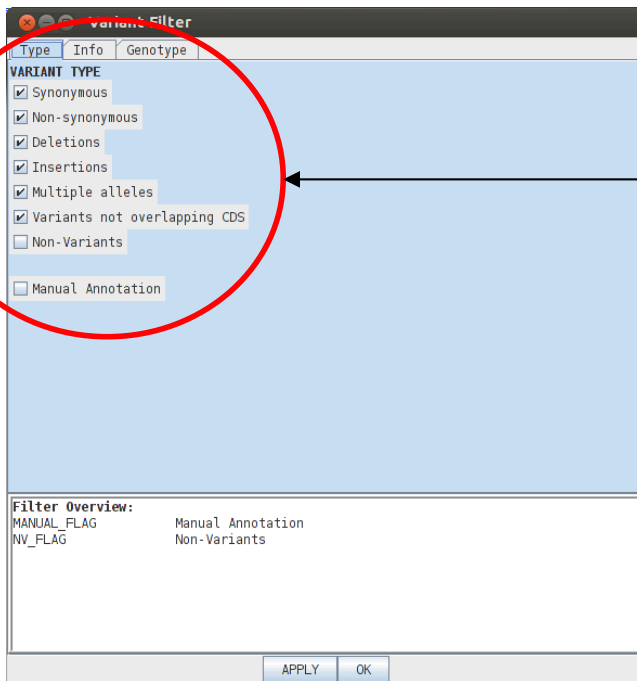 Variant Filter
Type Info Genotype
VARIANT TYPE
Synonymous
Non-synonymous
Deletions
Insertions
Multiple alleles
Variants not overlapping CDS
Non-Variants
Manual Annotation
Filter Overview:
MANUAL_FLAG Manual Annotation
NV_FLAG Non-Variants
APPLY OK